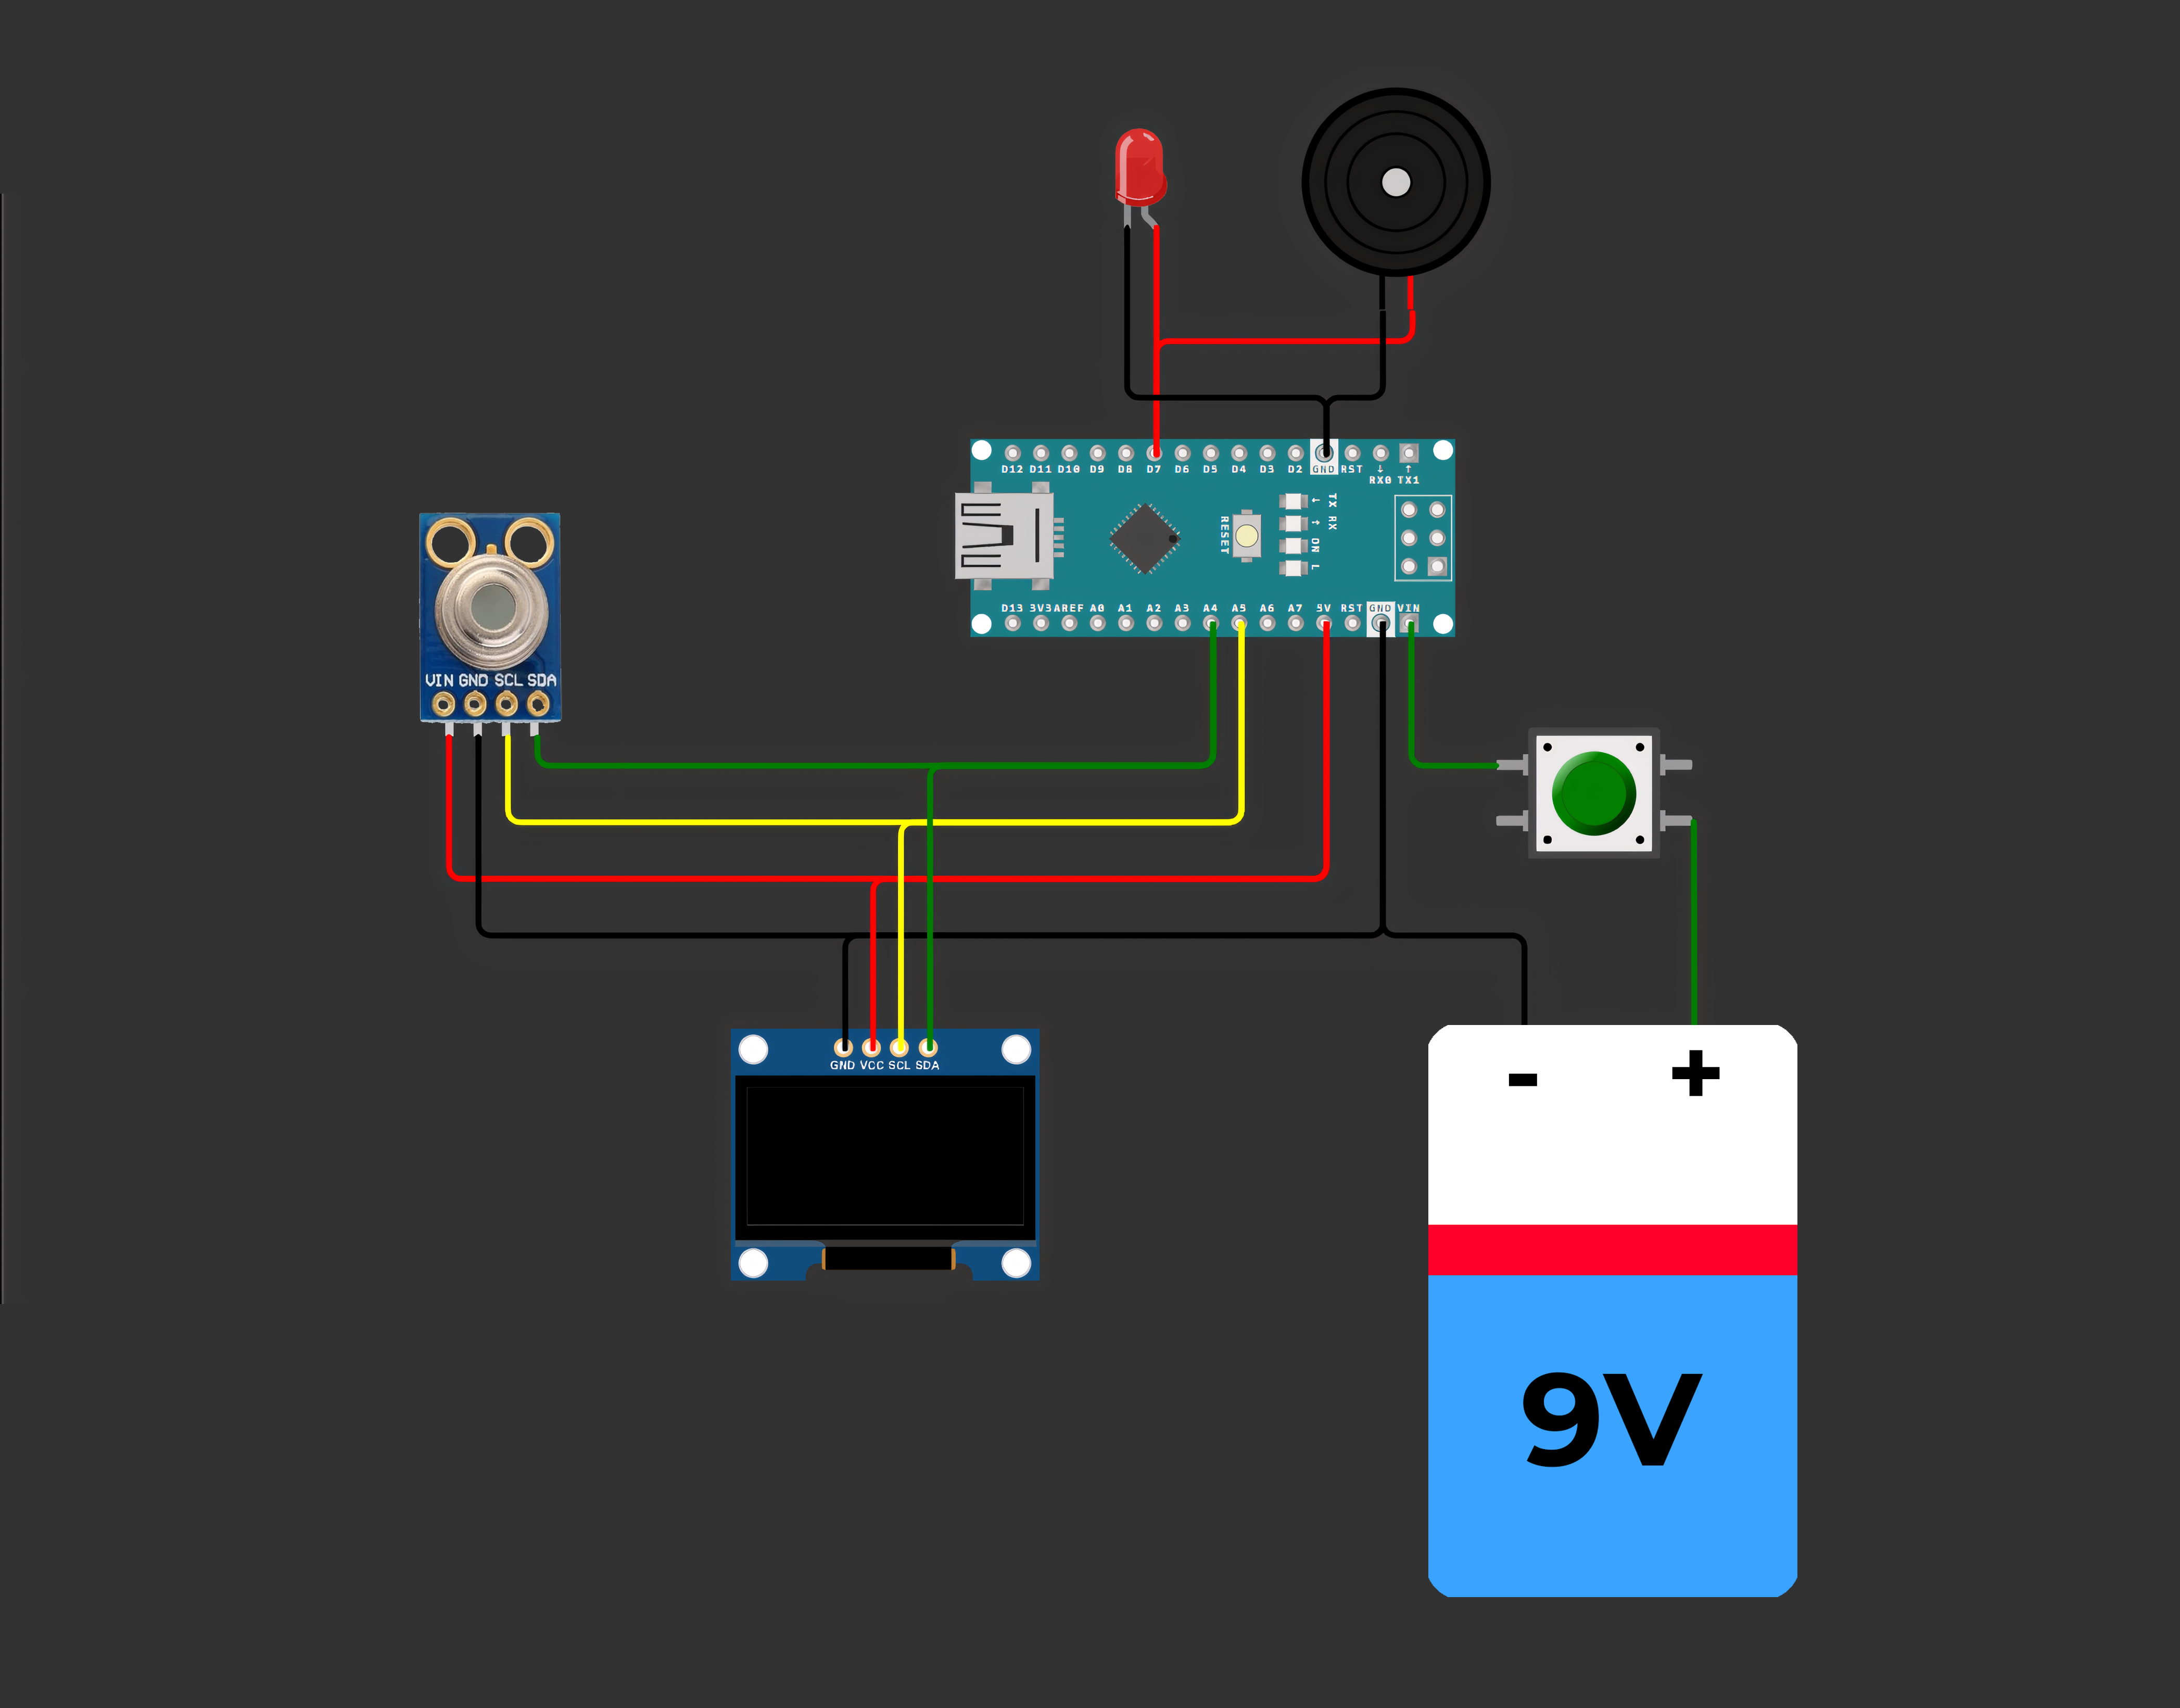 D12 D11 D10 D9 D8 D7 D6 D5 D4 D3 D2 GND RST ↓ ↑
RX0 TX1
RESET
TX RX
← →
ON
L
D13 3V3 AREF A0 A1 A2 A3 A4 A5 A6 A7 5V RST GND VIN
VIN GND SCL SDA
GND VCC SCL SDA
- +
9V